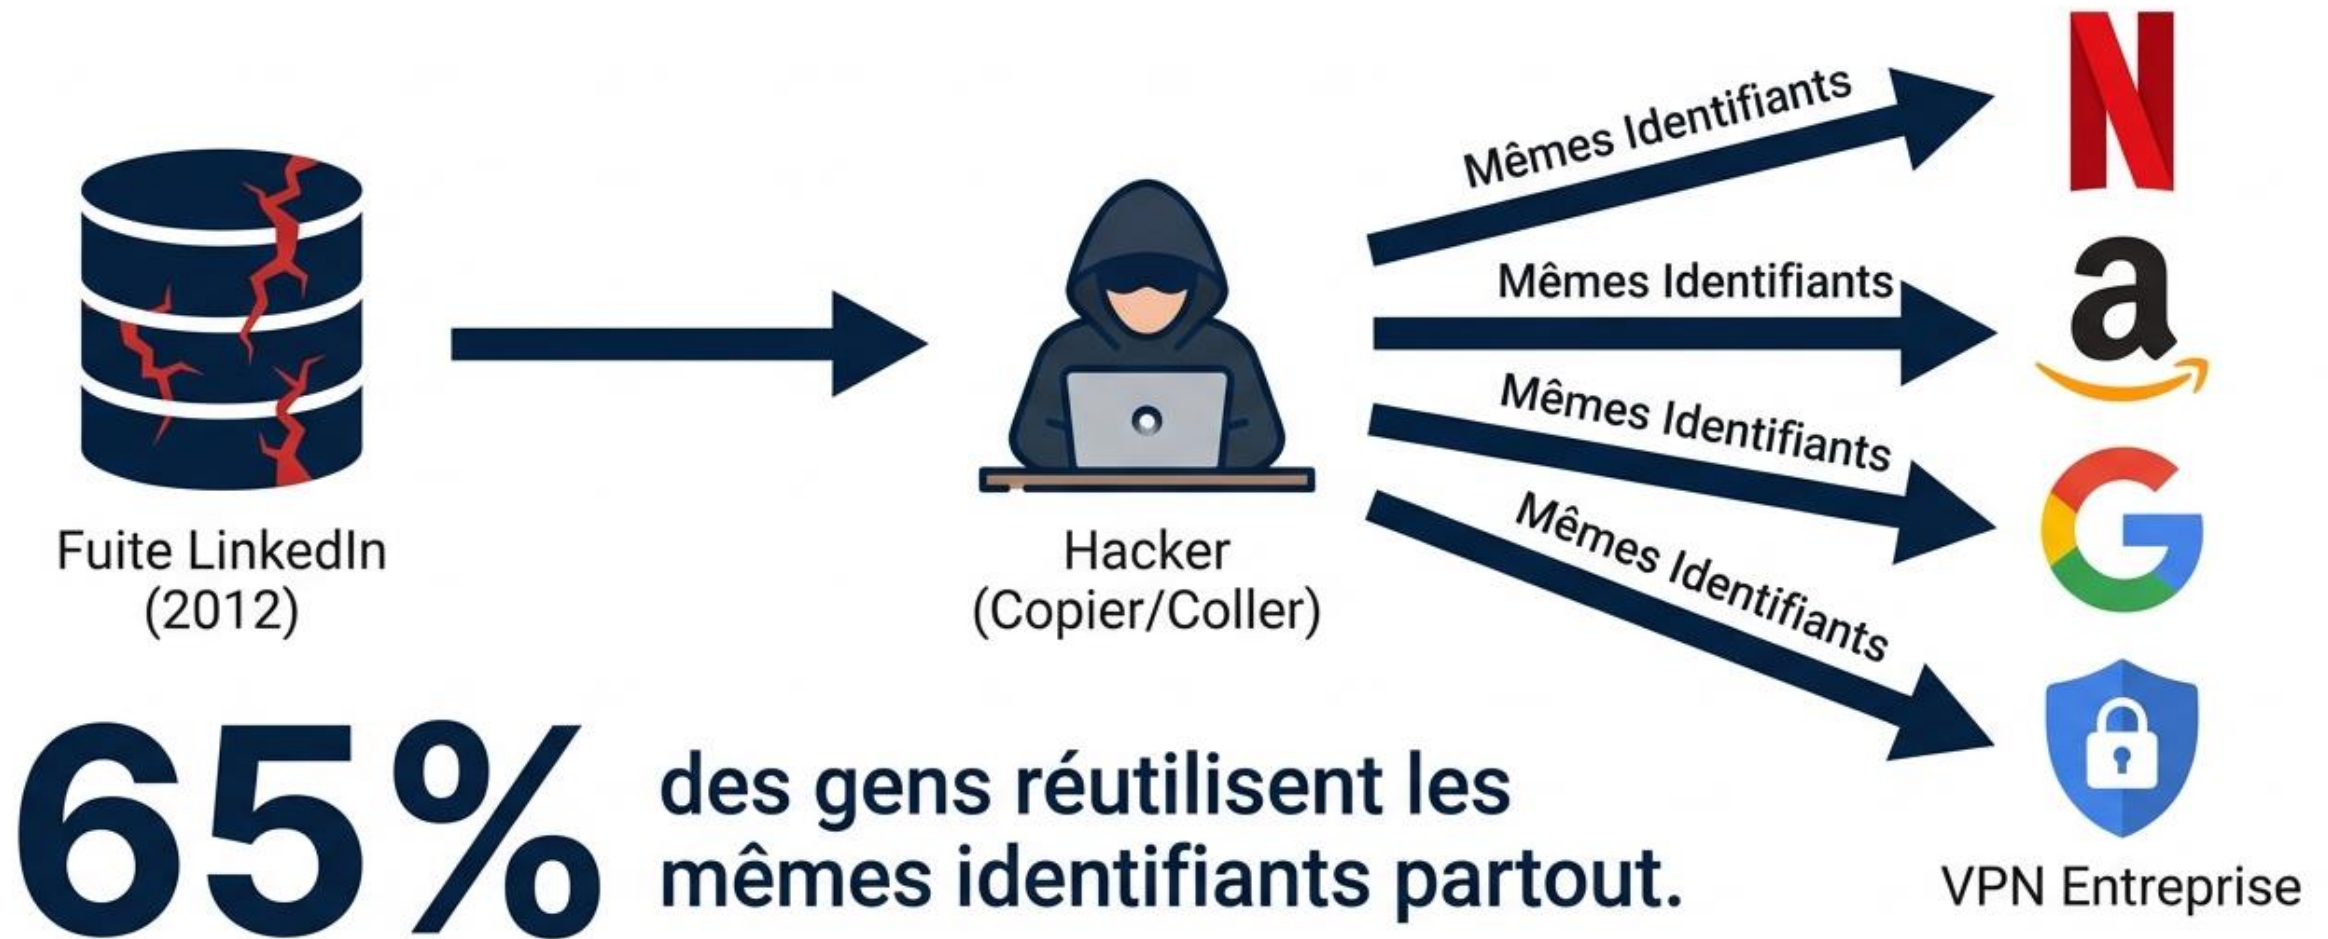 Mêmes Identifiants
Mêmes Identifiants
Mêmes Identifiants
Mêmes Identifiants
N
a
G
Fuite LinkedIn
(2012)
Hacker
(Copier/Coller)
VPN Entreprise
65%
des gens réutilisent les
mêmes identifiants partout.